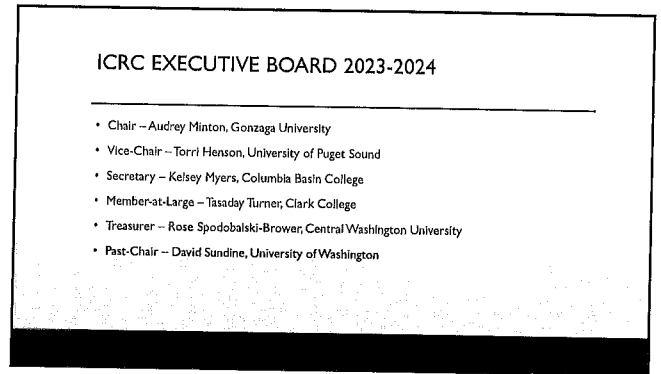 ICRC EXECUTIVE BOARD 2023-2024
• Chair – Audrey Minton, Gonzaga University
• Vice-Chair – Torri Henson, University of Puget Sound
• Secretary – Kelsey Myers, Columbia Basin College
• Member-at-Large – Tasaday Turner, Clark College
• Treasurer – Rose Spodobalski-Brower, Central Washington University
• Past-Chair – David Sundine, University of Washington